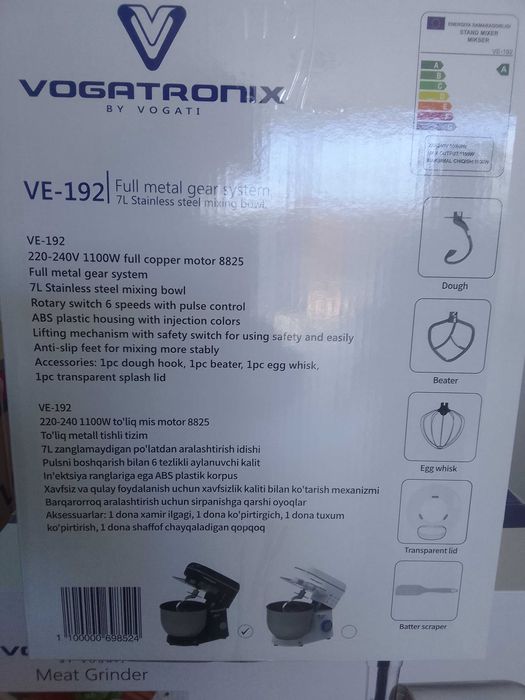 VOGATRONIX
BY VOGATI
ENERGIYA SAMARADORLIGI
STAND MIXER
MIKSER
VE-192
A
B
C
D
E
A
VE-192
Full metal gear system
7L Stainless steel mixing bowl
VE-192
220-240V 1100W full copper motor 8825
Full metal gear system
7L Stainless steel mixing bowl
Rotary switch 6 speeds with pulse control
ABS plastic housing with injection colors
Lifting mechanism with safety switch for using safety and easily
Anti-slip feet for mixing more stably
Accessories: 1pc dough hook, 1pc beater, 1pc egg whisk,
1pc transparent splash lid
VE-192
220-240 1100W to'liq mis motor 8825
To'liq metall tishli tizim
7L zanglamaydigan po'latdan aralashtirish idishi
Pulsni boshqarish bilan 6 tezlikli aylanuvchi kalit
In'ektsiya ranglariga ega ABS plastik korpus
Xavfsiz va qulay foydalanish uchun xavfsizlik kaliti bilan ko'tarish mexanizmi
Barqarorroq aralashtirish uchun sirpanishga qarshi oyoqlar
Aksessuarlar: 1 dona xamir ilgagi, 1 dona ko'pirtirgich, 1 dona tuxum
ko'pirtirish, 1 dona shaffof chayqaladigan qopqoq
Dough
Beater
Egg whisk
Transparent lid
Batter scraper
1 100000 698524
Meat Grinder